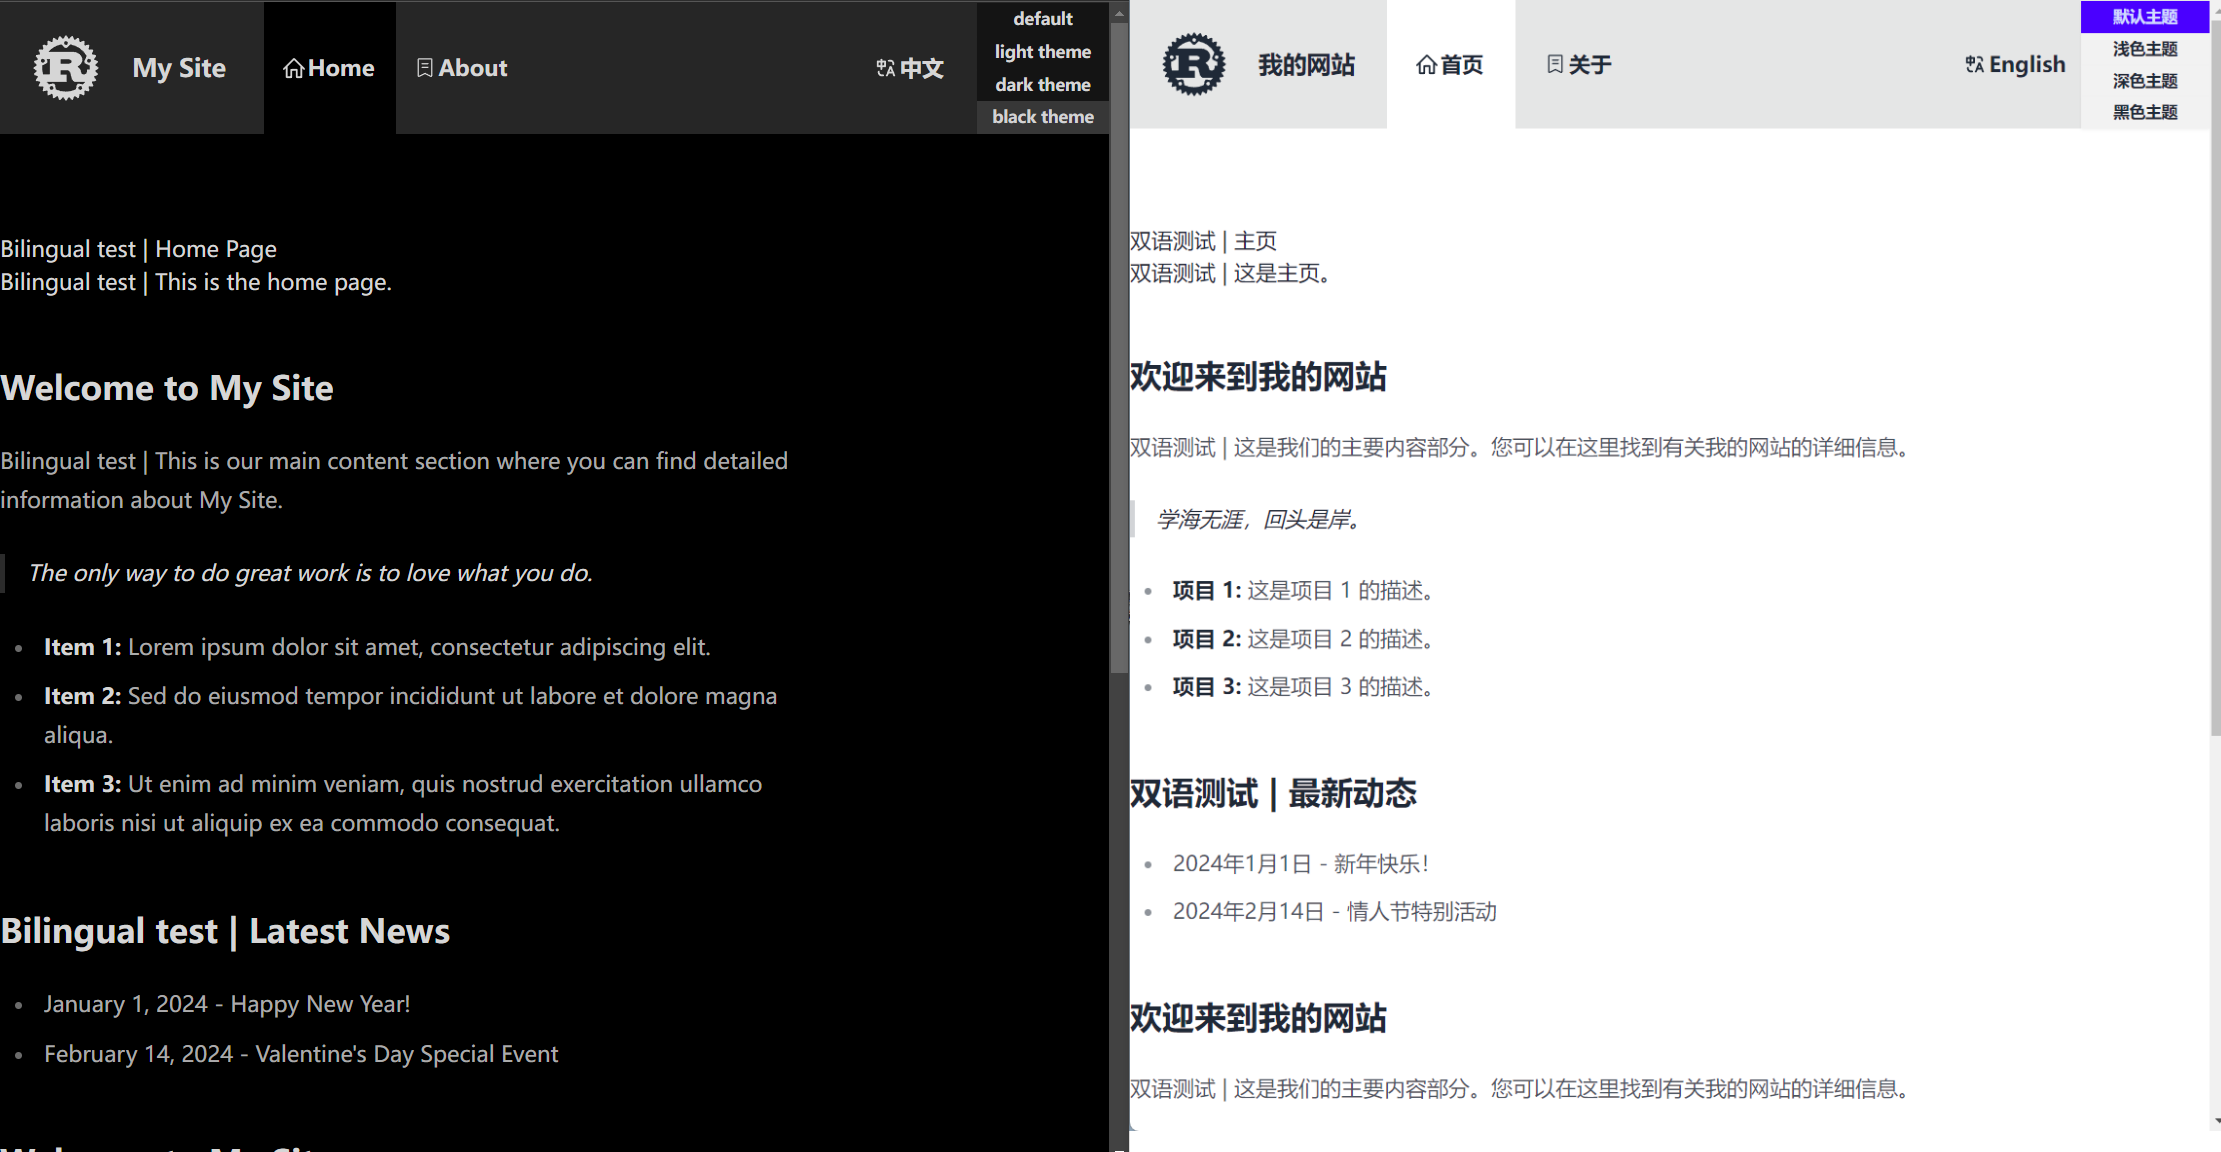 My Site
Home
About
中文
default
light theme
dark theme
black theme
Bilingual test | Home Page
Bilingual test | This is the home page.
Welcome to My Site
Bilingual test | This is our main content section where you can find detailed
information about My Site.
The only way to do great work is to love what you do.
Item 1: Lorem ipsum dolor sit amet, consectetur adipiscing elit.
Item 2: Sed do eiusmod tempor incididunt ut labore et dolore magna
aliqua.
Item 3: Ut enim ad minim veniam, quis nostrud exercitation ullamco
laboris nisi ut aliquip ex ea commodo consequat.
Bilingual test | Latest News
January 1, 2024 - Happy New Year!
February 14, 2024 - Valentine's Day Special Event
Welcome to My Site
我的网站
首页
关于
English
默认主题
浅色主题
深色主题
黑色主题
双语测试 | 主页
双语测试 | 这是主页。
欢迎来到我的网站
双语测试 | 这是我们的主要内容部分。您可以在这里找到有关我的网站的详细信息。
学海无涯，回头是岸。
项目 1: 这是项目 1 的描述。
项目 2: 这是项目 2 的描述。
项目 3: 这是项目 3 的描述。
双语测试 | 最新动态
2024年1月1日 - 新年快乐！
2024年2月14日 - 情人节特别活动
欢迎来到我的网站
双语测试 | 这是我们的主要内容部分。您可以在这里找到有关我的网站的详细信息。